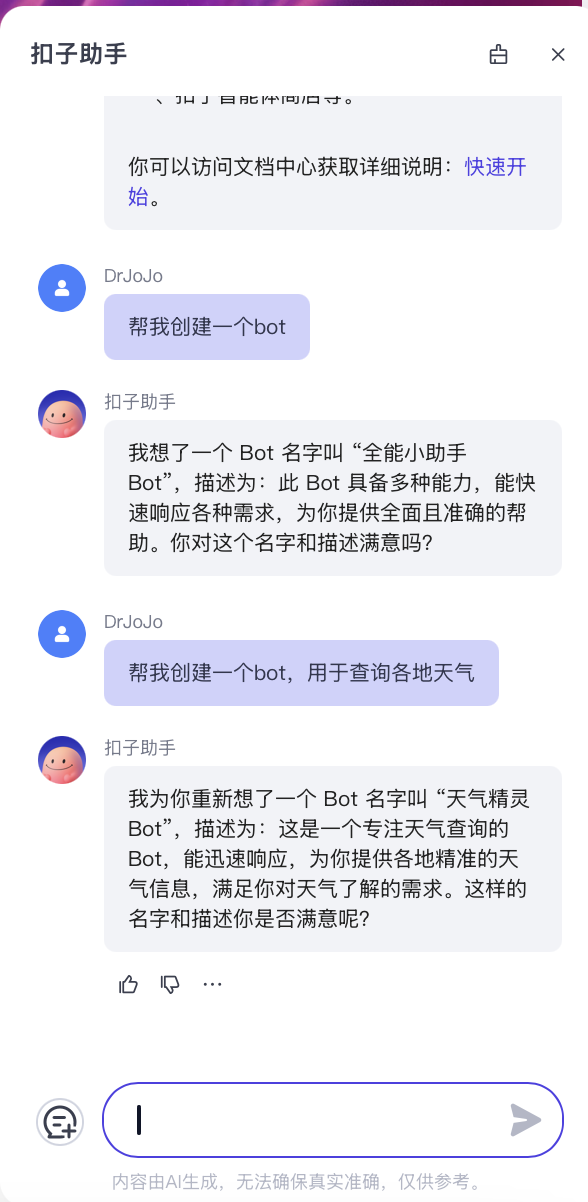 扣子助手
你可以访问文档中心获取详细说明：快速开
始。
DrJoJo
帮我创建一个bot
扣子助手
我想了一个 Bot 名字叫 “全能小助手
Bot”，描述为：此 Bot 具备多种能力，能快
速响应各种需求，为你提供全面且准确的帮
助。你对这个名字和描述满意吗?
DrJoJo
帮我创建一个bot，用于查询各地天气
扣子助手
我为你重新想了一个 Bot 名字叫 “天气精灵
Bot”，描述为：这是一个专注天气查询的
Bot，能迅速响应，为你提供各地精准的天
气信息，满足你对天气了解的需求。这样的
名字和描述你是否满意呢?
内容由AI生成，无法确保真实准确，仅供参考。